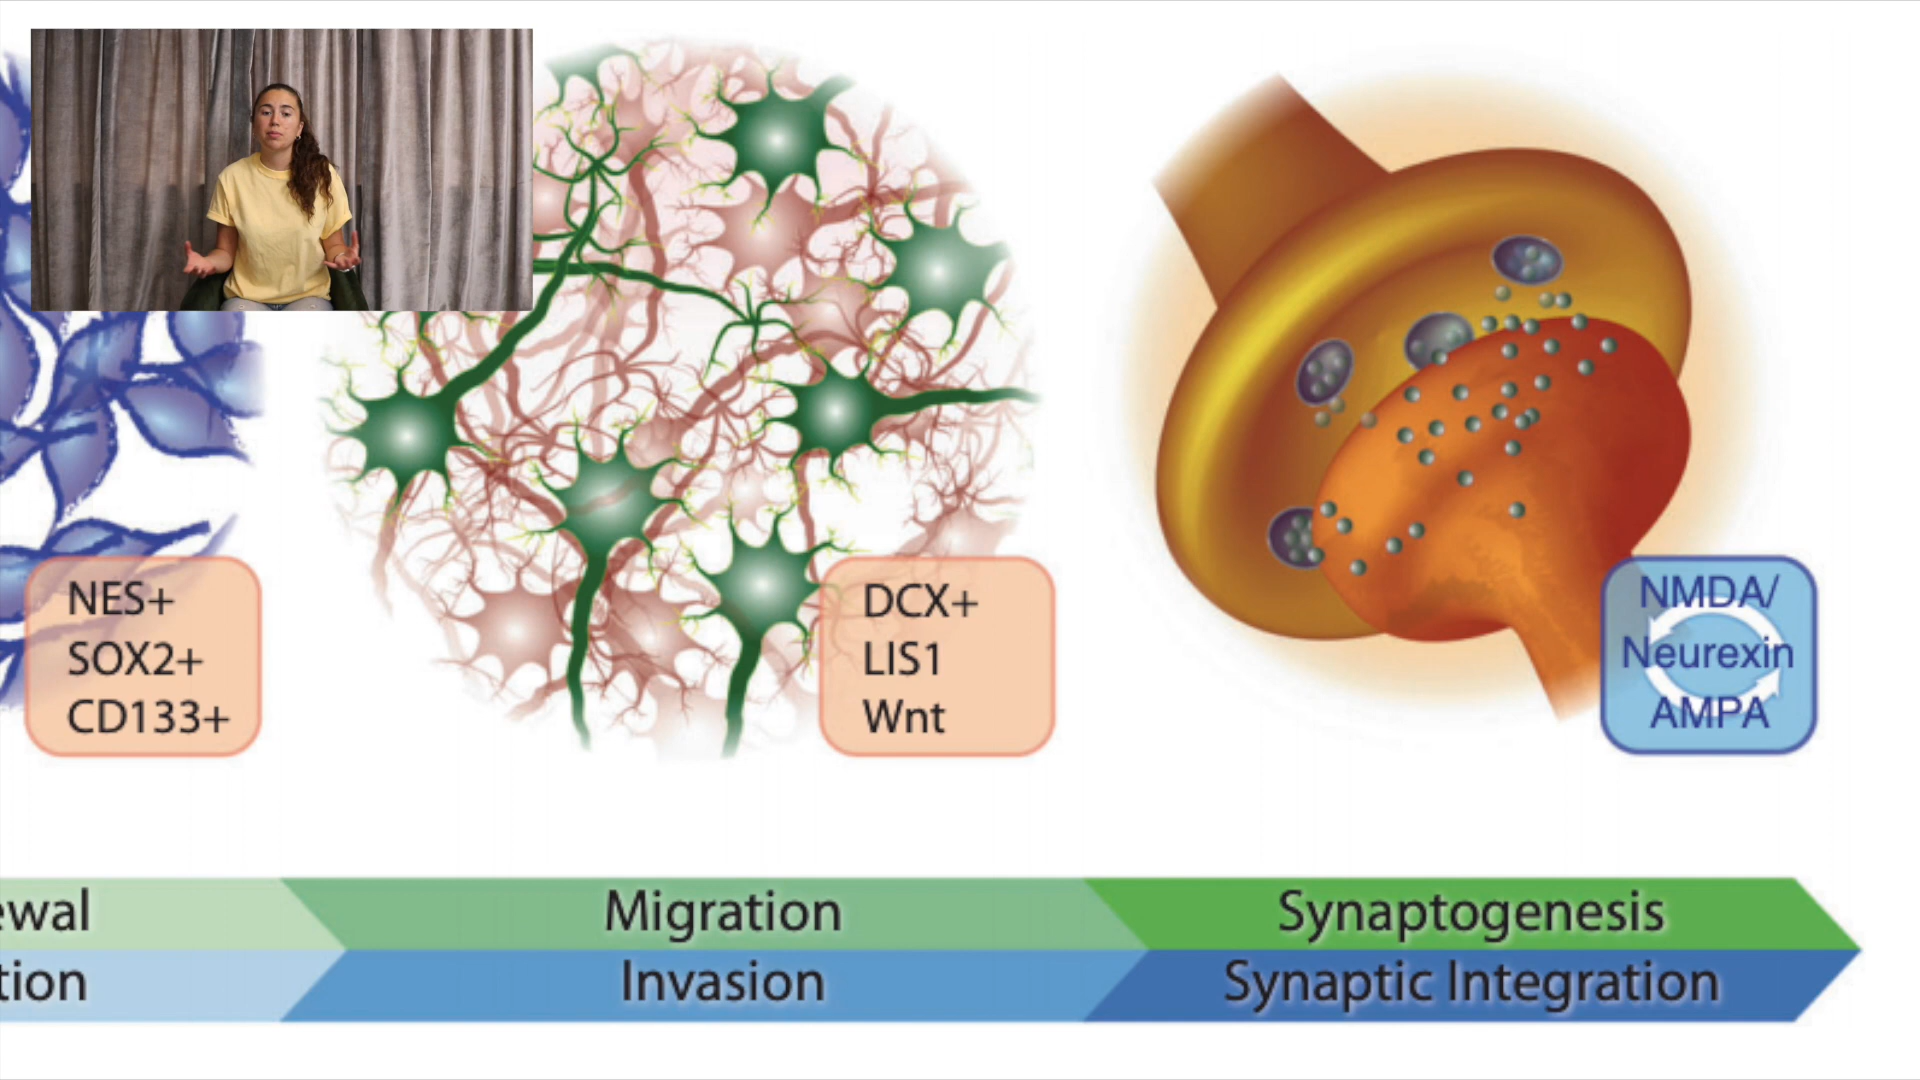 NES+
SOX2+
CD133+
DCX+
LIS1
Wnt
NMDA/
Neurexin
AMPA
ewal
Migration
Synaptogenesis
tion
Invasion
Synaptic Integration